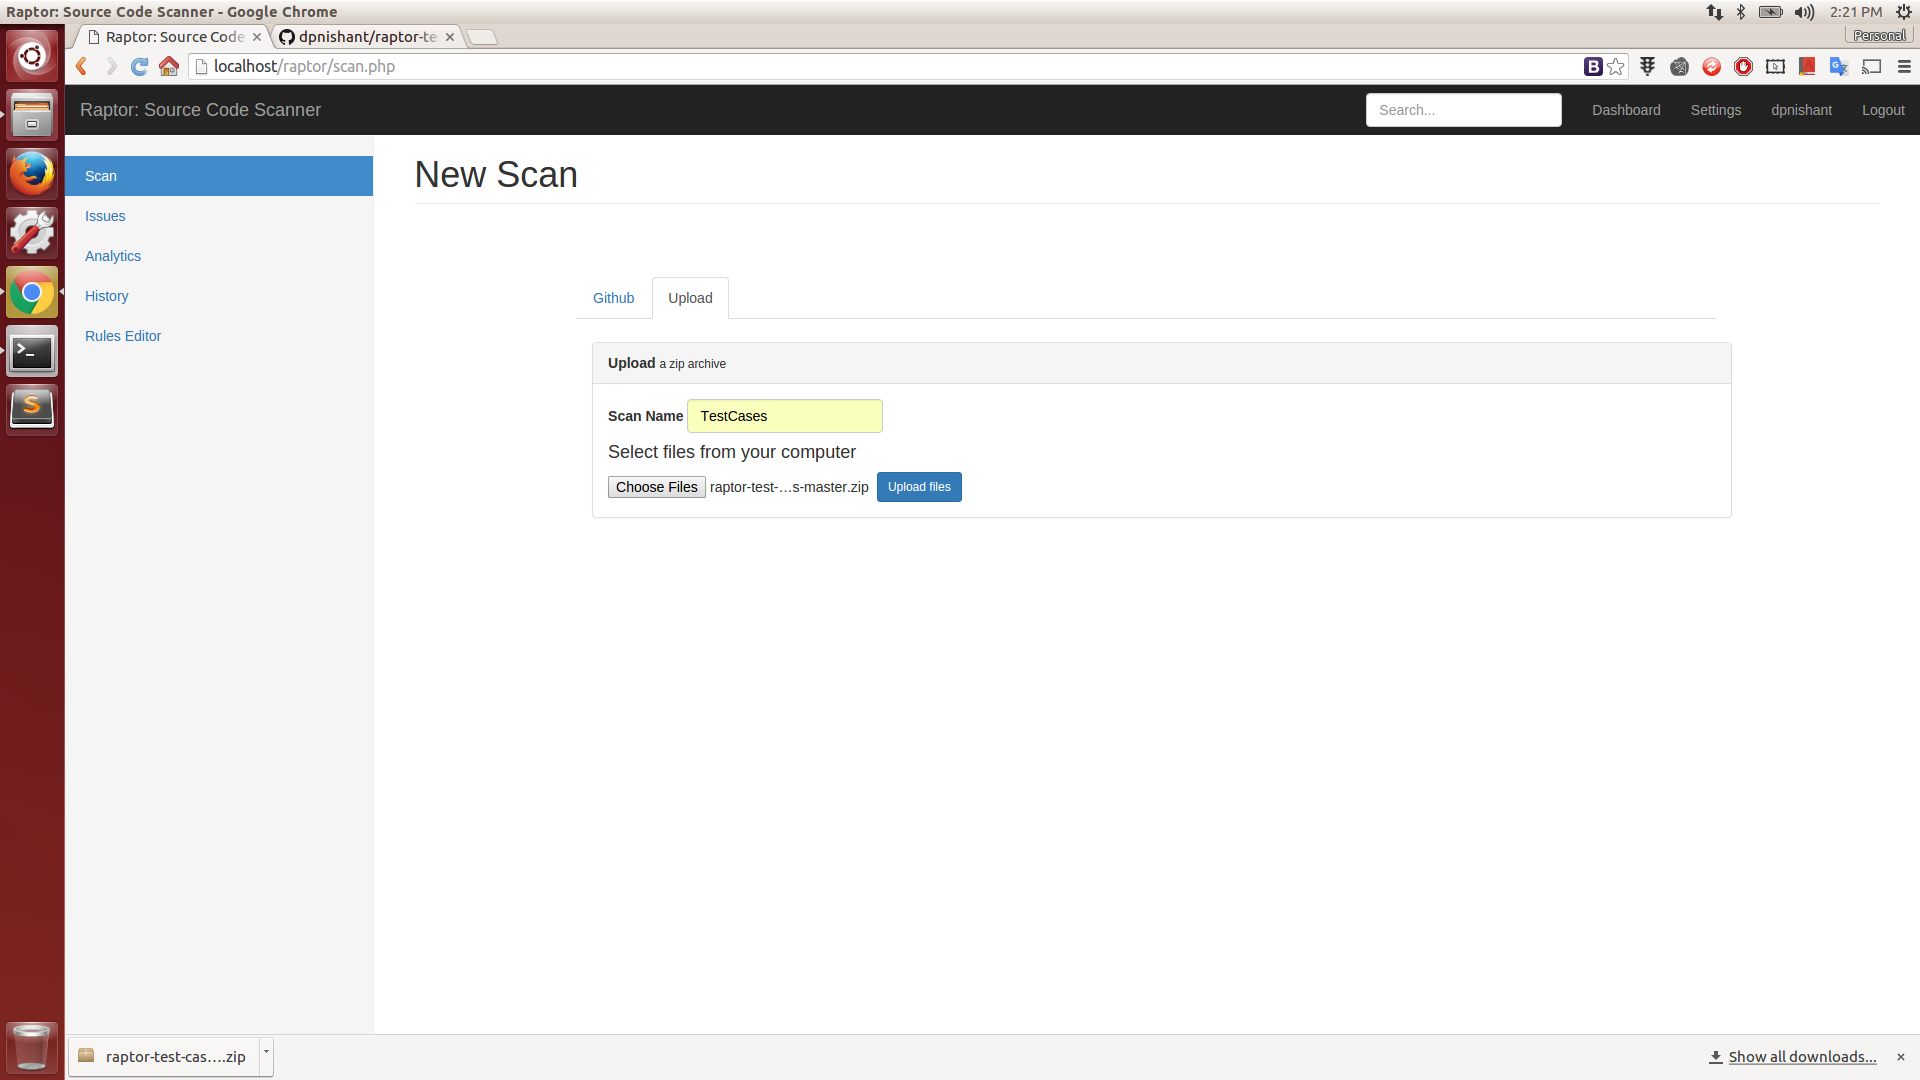 Raptor: Source Code Scanner - Google Chrome
2:21 PM
Raptor: Source Code
dpnishant/raptor-te
Personal
localhost/raptor/scan.php
Raptor: Source Code Scanner
Search...
Dashboard
Settings
dpnishant
Logout
Scan
Issues
Analytics
History
Rules Editor
New Scan
Github
Upload
Upload a zip archive
Scan Name TestCases
Select files from your computer
Choose Files raptor-test-...s-master.zip Upload files
raptor-test-cas....zip
Show all downloads...